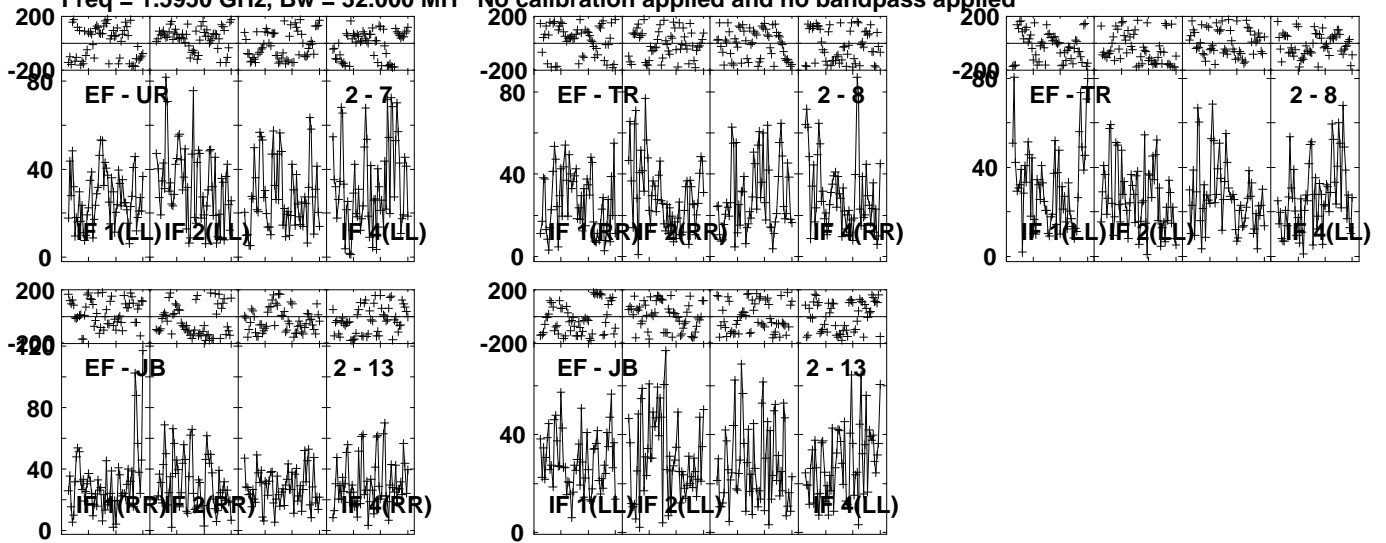 Freq = 1.5950 GHz, Bw = 32.000 MH No calibration applied and no bandpass applied
200 200 200
-200 -200 -200
80
EF - UR 2 - 7 EF - TR 2 - 8 EF - TR 2 - 8
80 80
40 40 40
IF 1(LL) IF 2(LL) IF 4(LL) IF 1(RR) IF 2(RR) IF 4(RR) IF 1(LL) IF 2(LL) IF 4(LL)
0 0 0
200 200
-200 -200
120
EF - JB 2 - 13 EF - JB 2 - 13
80
40 40
IF 1(RR) IF 2(RR) IF 4(RR) IF 1(LL) IF 2(LL) IF 4(LL)
0 0